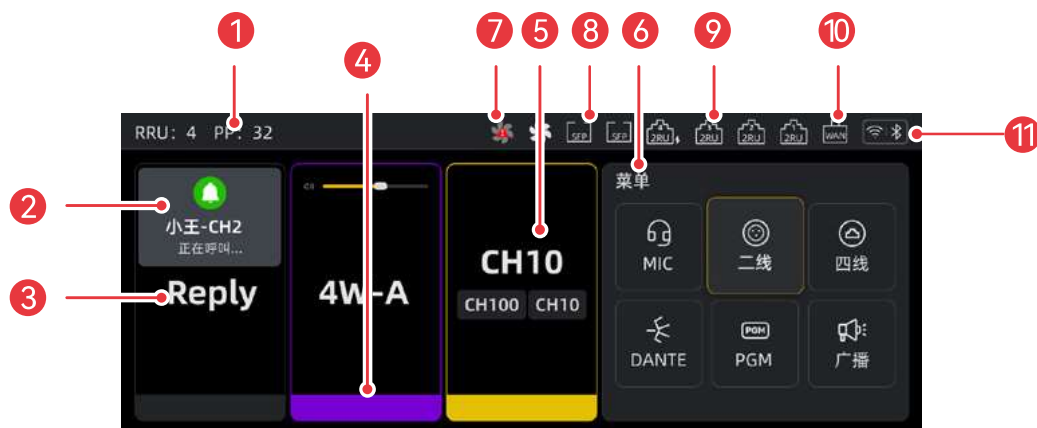 1
7
5
8
6
9
10
4
RRU: 4 PP: 32
SFP
SFP
2RU
2RU
2RU
2RU
WAN
11
菜单
2
小王-CH2
正在呼叫...
MIC
二线
四线
CH10
3
Reply
4W-A
CH100 CH10
PGM
DANTE
PGM
广播